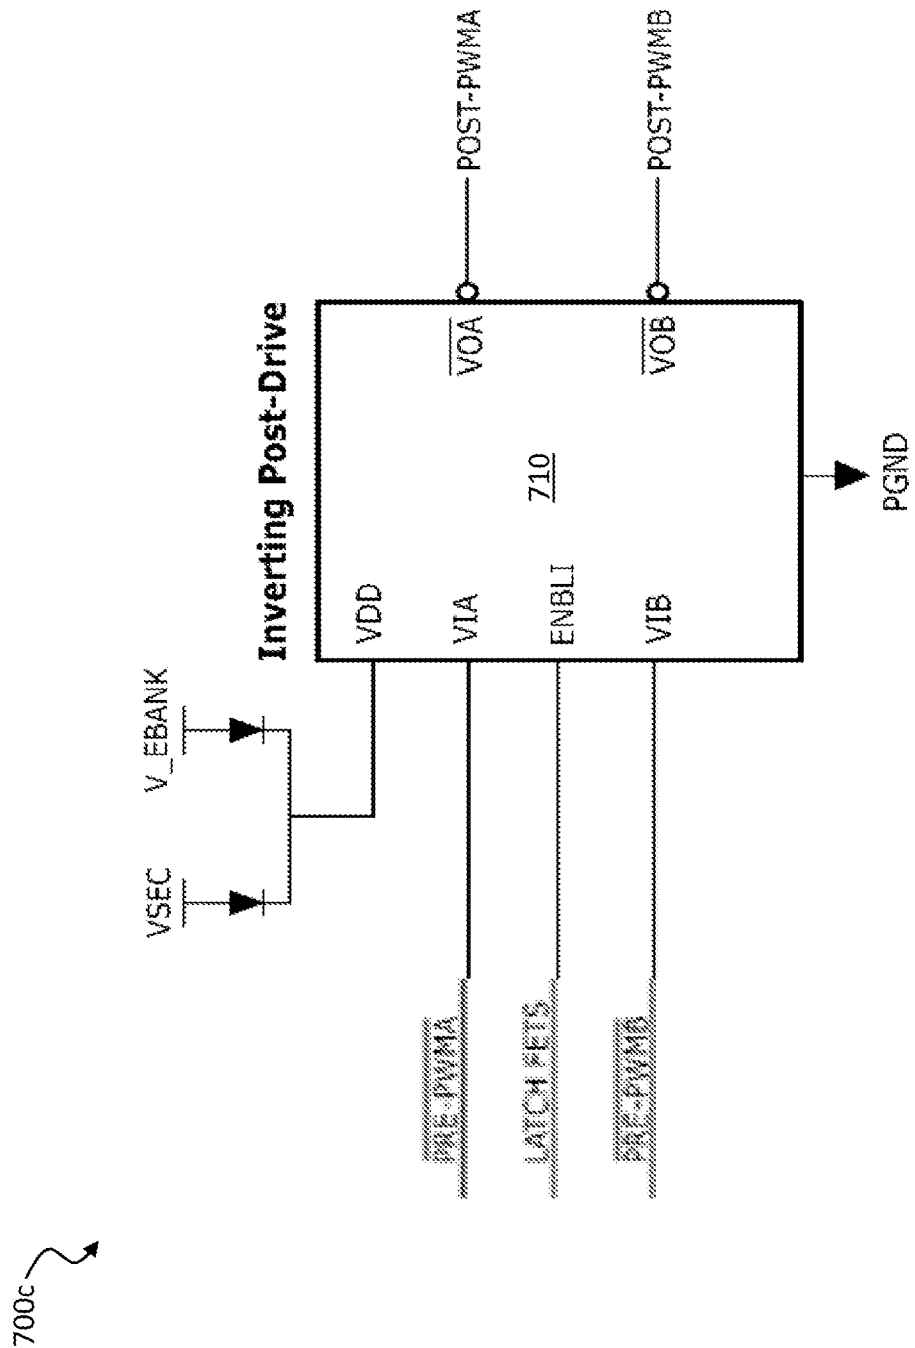 700c
Inverting Post-Drive
VSEC
V_EBANK
VDD
PRE-PWMA
VIA
VOA
POST-PWMA
LATCH FETS
ENBLI
710
PRE-PWMB
VIB
VOB
POST-PWMB
PGND